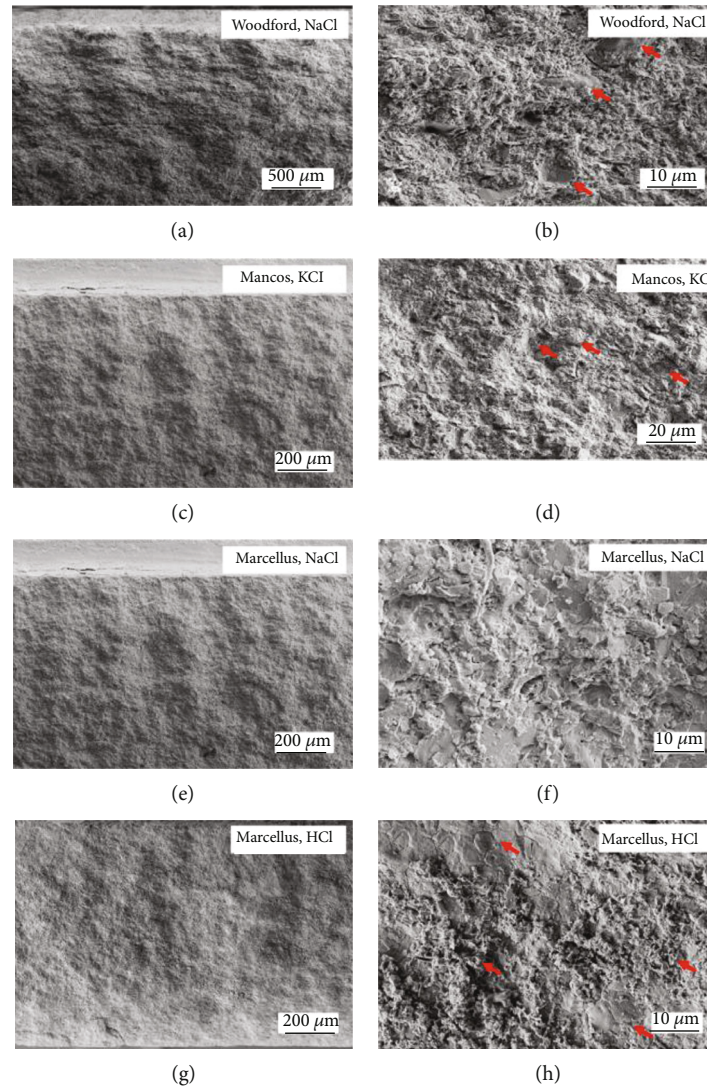 Woodford, NaCl
500 μm
Woodford, NaCl
10 μm
(a)
(b)
Mancos, KCI
200 μm
Mancos, KC
20 μm
(c)
(d)
Marcellus, NaCl
200 μm
Marcellus, NaCl
10 μm
(e)
(f)
Marcellus, HCl
200 μm
Marcellus, HCl
10 μm
(g)
(h)